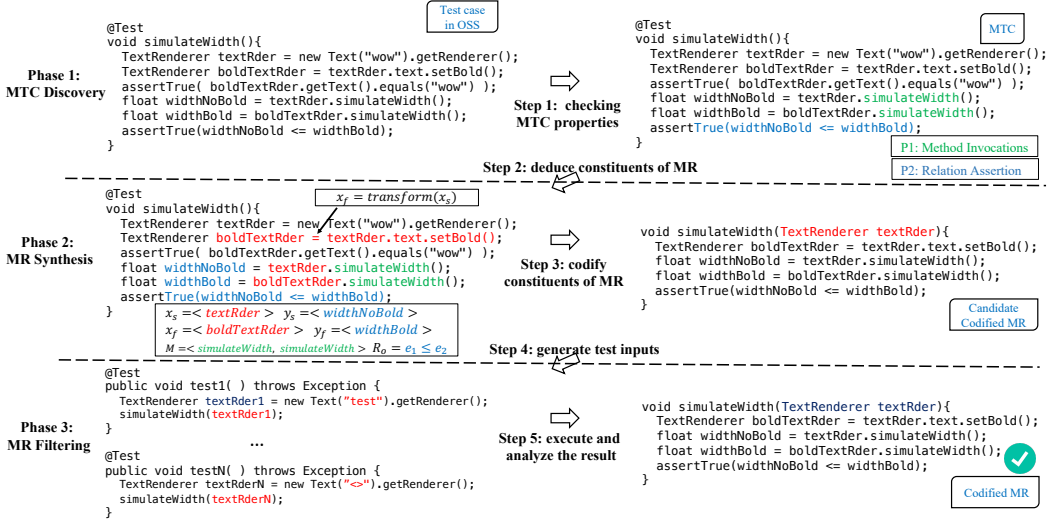 Phase 1:
MTC Discovery
Test case
in OSS
@Test
void simulateWidth(){
TextRenderer textRder = new Text("wow").getRenderer();
TextRenderer boldTextRder = textRder.text.setBold();
assertTrue( boldTextRder.getText().equals("wow") );
float widthNoBold = textRder.simulateWidth();
float widthBold = boldTextRder.simulateWidth();
assertTrue(widthNoBold <= widthBold);
}
Step 1: checking
MTC properties
MTC
@Test
void simulateWidth(){
TextRenderer textRder = new Text("wow").getRenderer();
TextRenderer boldTextRder = textRder.text.setBold();
assertTrue( boldTextRder.getText().equals("wow") );
float widthNoBold = textRder.simulateWidth();
float widthBold = boldTextRder.simulateWidth();
assertTrue(widthNoBold <= widthBold);
}
P1: Method Invocations
P2: Relation Assertion
Step 2: deduce constituents of MR
Phase 2:
MR Synthesis
x_f = transform(x_s)
@Test
void simulateWidth(){
TextRenderer textRder = new Text("wow").getRenderer();
TextRenderer boldTextRder = textRder.text.setBold();
assertTrue( boldTextRder.getText().equals("wow") );
float widthNoBold = textRder.simulateWidth();
float widthBold = boldTextRder.simulateWidth();
assertTrue(widthNoBold <= widthBold);
}
x_s =< textRder > y_s =< widthNoBold >
x_f =< boldTextRder > y_f =< widthBold >
M =< simulateWidth, simulateWidth > R_o = e_1 ≤ e_2
Step 3: codify
constituents of MR
void simulateWidth(TextRenderer textRder){
TextRenderer boldTextRder = textRder.text.setBold();
float widthNoBold = textRder.simulateWidth();
float widthBold = boldTextRder.simulateWidth();
assertTrue(widthNoBold <= widthBold);
}
Candidate
Codified MR
Step 4: generate test inputs
Phase 3:
MR Filtering
@Test
public void test1( ) throws Exception {
TextRenderer textRder1 = new Text("test").getRenderer();
simulateWidth(textRder1);
}
...
@Test
public void testN( ) throws Exception {
TextRenderer textRderN = new Text("<>").getRenderer();
simulateWidth(textRderN);
}
Step 5: execute and
analyze the result
void simulateWidth(TextRenderer textRder){
TextRenderer boldTextRder = textRder.text.setBold();
float widthNoBold = textRder.simulateWidth();
float widthBold = boldTextRder.simulateWidth();
assertTrue(widthNoBold <= widthBold);
}
Codified MR